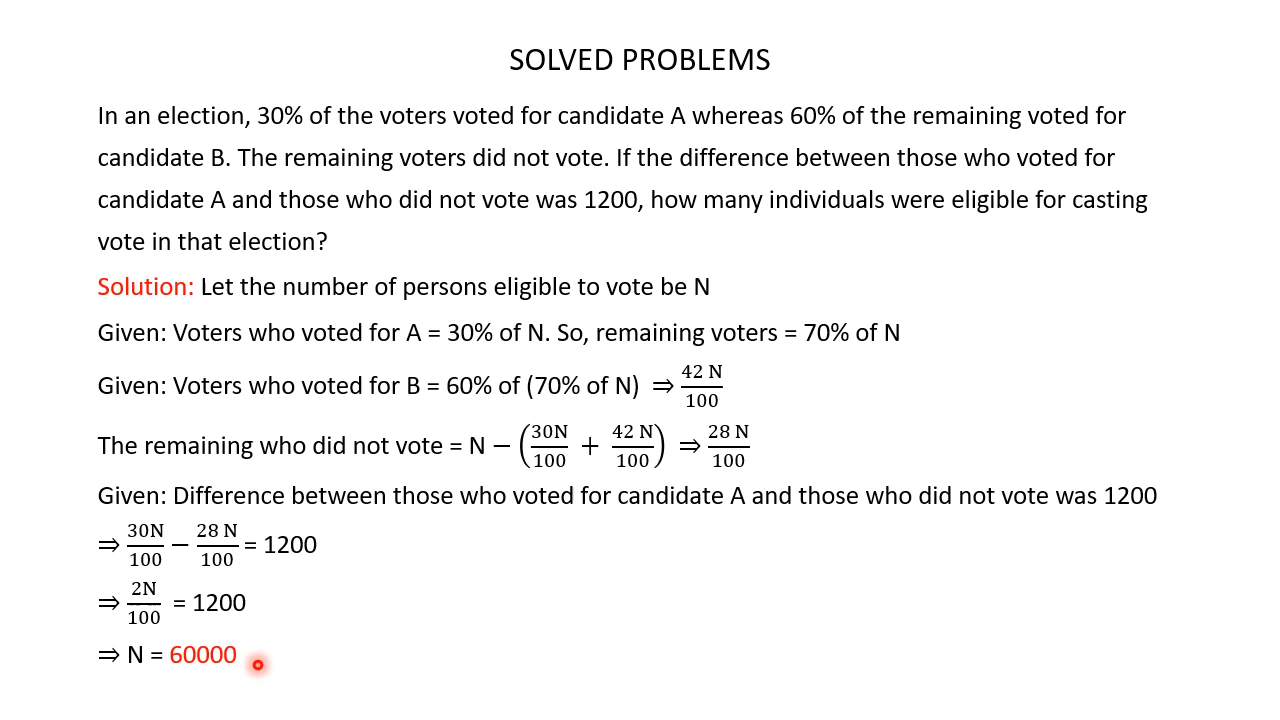 SOLVED PROBLEMS
In an election, 30% of the voters voted for candidate A whereas 60% of the remaining voted for
candidate B. The remaining voters did not vote. If the difference between those who voted for
candidate A and those who did not vote was 1200, how many individuals were eligible for casting
vote in that election?
Solution: Let the number of persons eligible to vote be N
Given: Voters who voted for A = 30% of N. So, remaining voters = 70% of N
Given: Voters who voted for B = 60% of (70% of N) ⇒ 42 N/100
The remaining who did not vote = N − (30N/100 + 42 N/100) ⇒ 28 N/100
Given: Difference between those who voted for candidate A and those who did not vote was 1200
⇒ 30N/100 − 28 N/100 = 1200
⇒ 2N/100 = 1200
⇒ N = 60000